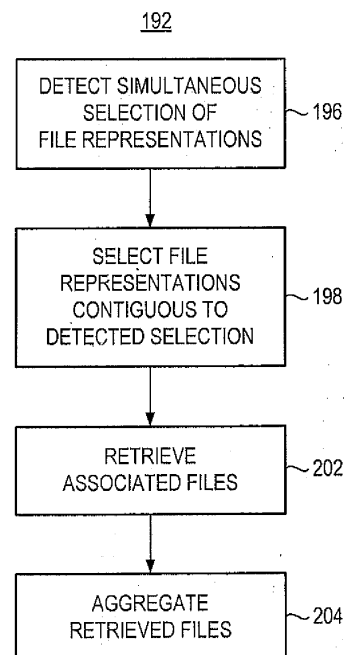 192
DETECT SIMULTANEOUS
SELECTION OF
FILE REPRESENTATIONS
196
SELECT FILE
REPRESENTATIONS
CONTIGUOUS TO
DETECTED SELECTION
198
RETRIEVE
ASSOCIATED FILES
202
AGGREGATE
RETRIEVED FILES
204